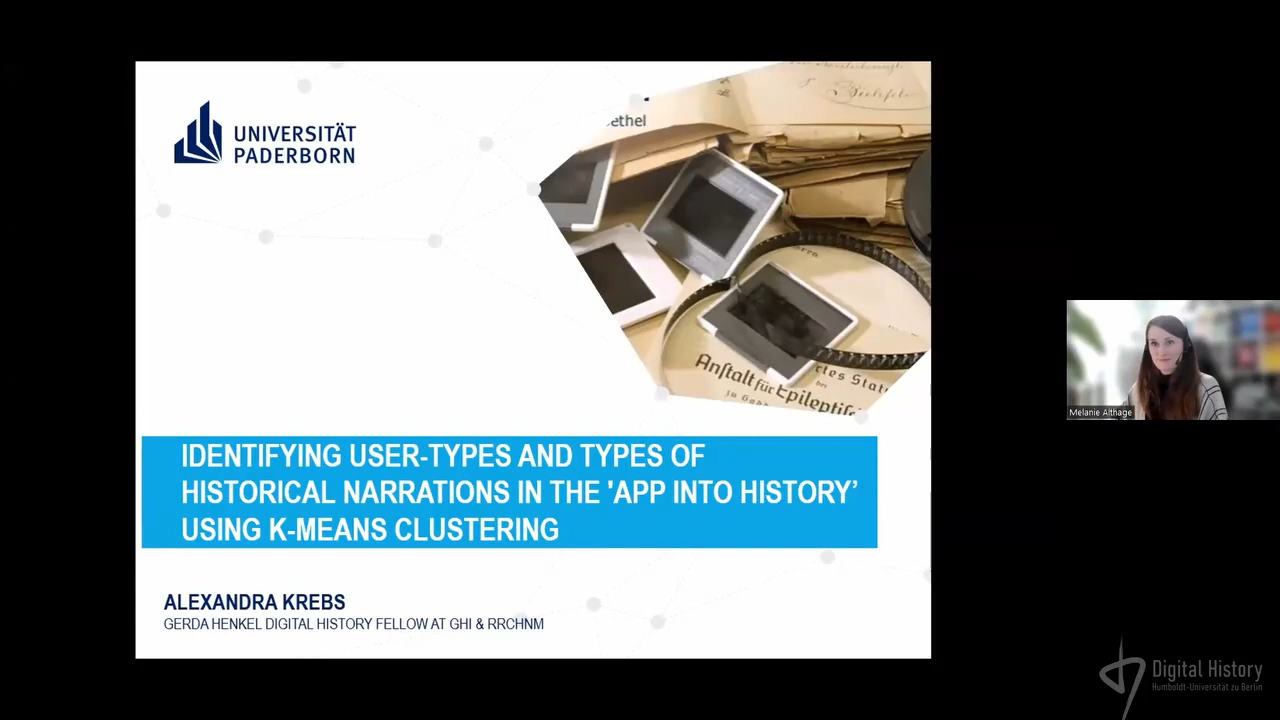 UNIVERSITÄT
PADERBORN
ethel
Bielefeld
Anstalt für Epileptisc
IDENTIFYING USER-TYPES AND TYPES OF
HISTORICAL NARRATIONS IN THE 'APP INTO HISTORY’
USING K-MEANS CLUSTERING
ALEXANDRA KREBS
GERDA HENKEL DIGITAL HISTORY FELLOW AT GHI & RRCHNM
Melanie Althage
Digital History
Humboldt-Universität zu Berlin